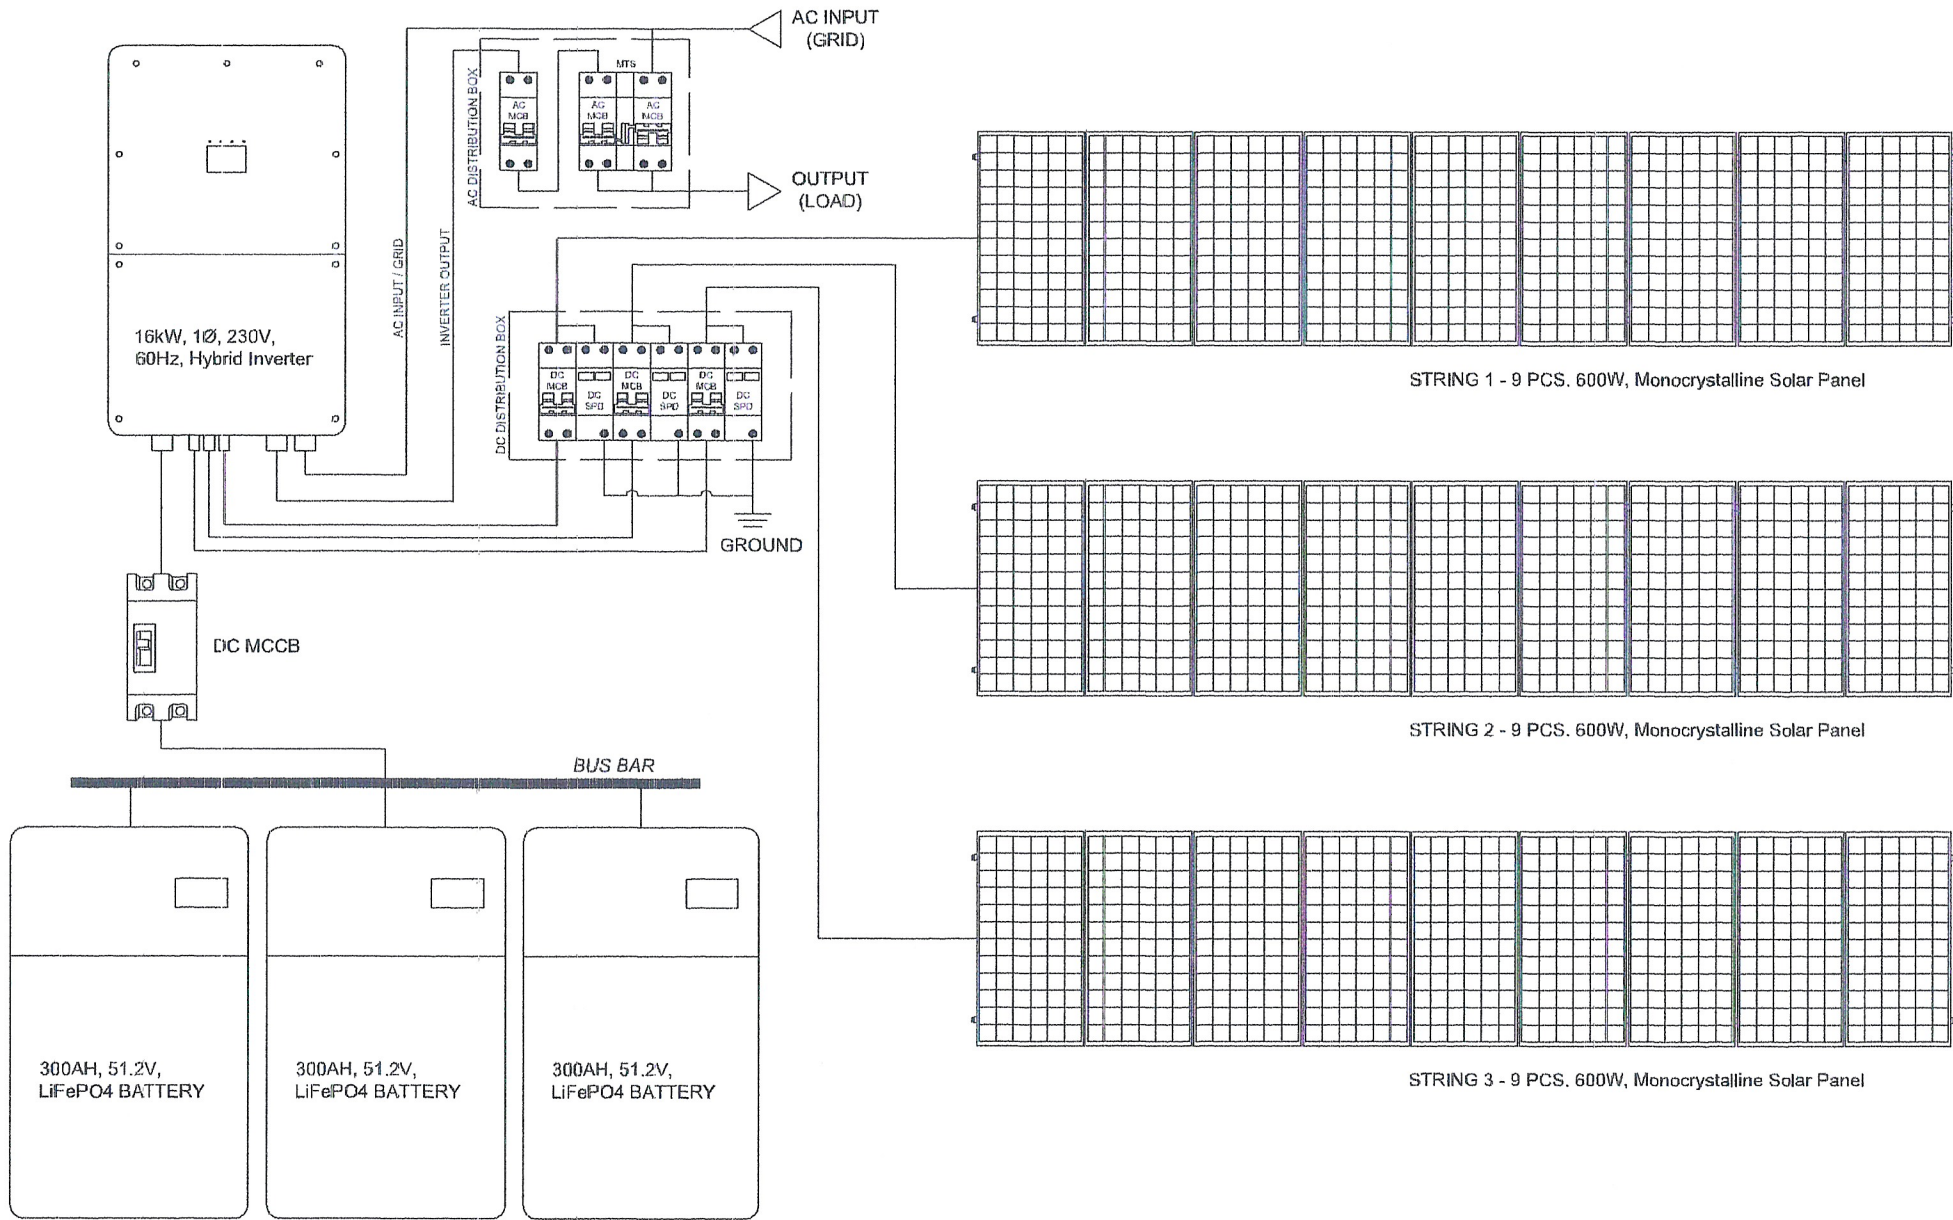 AC INPUT
(GRID)
MTS
AC DISTRIBUTION BOX
AC
MCB
AC
MCB
AC
MCB
OUTPUT
(LOAD)
AC INPUT / GRID
INVERTER OUTPUT
16kW, 1Ø, 230V,
60Hz, Hybrid Inverter
DC DISTRIBUTION BOX
DC
MCB
DC
SPD
DC
MCB
DC
SPD
DC
MCB
DC
SPD
GROUND
STRING 1 - 9 PCS. 600W, Monocrystalline Solar Panel
STRING 2 - 9 PCS. 600W, Monocrystalline Solar Panel
STRING 3 - 9 PCS. 600W, Monocrystalline Solar Panel
DC MCCB
BUS BAR
300AH, 51.2V,
LiFePO4 BATTERY
300AH, 51.2V,
LiFePO4 BATTERY
300AH, 51.2V,
LiFePO4 BATTERY